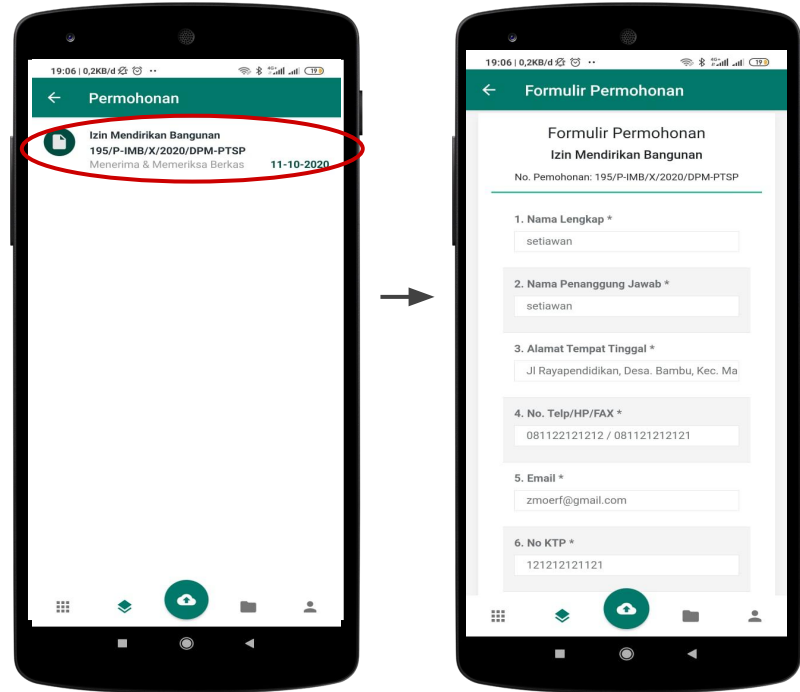 19:06 | 0,2KB/d
19
Permohonan
Izin Mendirikan Bangunan
195/P-IMB/X/2020/DPM-PTSP
Menerima & Memeriksa Berkas 11-10-2020
19:06 | 0,2KB/d
19
Formulir Permohonan
Formulir Permohonan
Izin Mendirikan Bangunan
No. Pemohonan: 195/P-IMB/X/2020/DPM-PTSP
1. Nama Lengkap *
setiawan
2. Nama Penanggung Jawab *
setiawan
3. Alamat Tempat Tinggal *
Jl Rayapendidikan, Desa. Bambu, Kec. Ma
4. No. Telp/HP/FAX *
081122121212 / 081121212121
5. Email *
zmoerf@gmail.com
6. No KTP *
121212121121